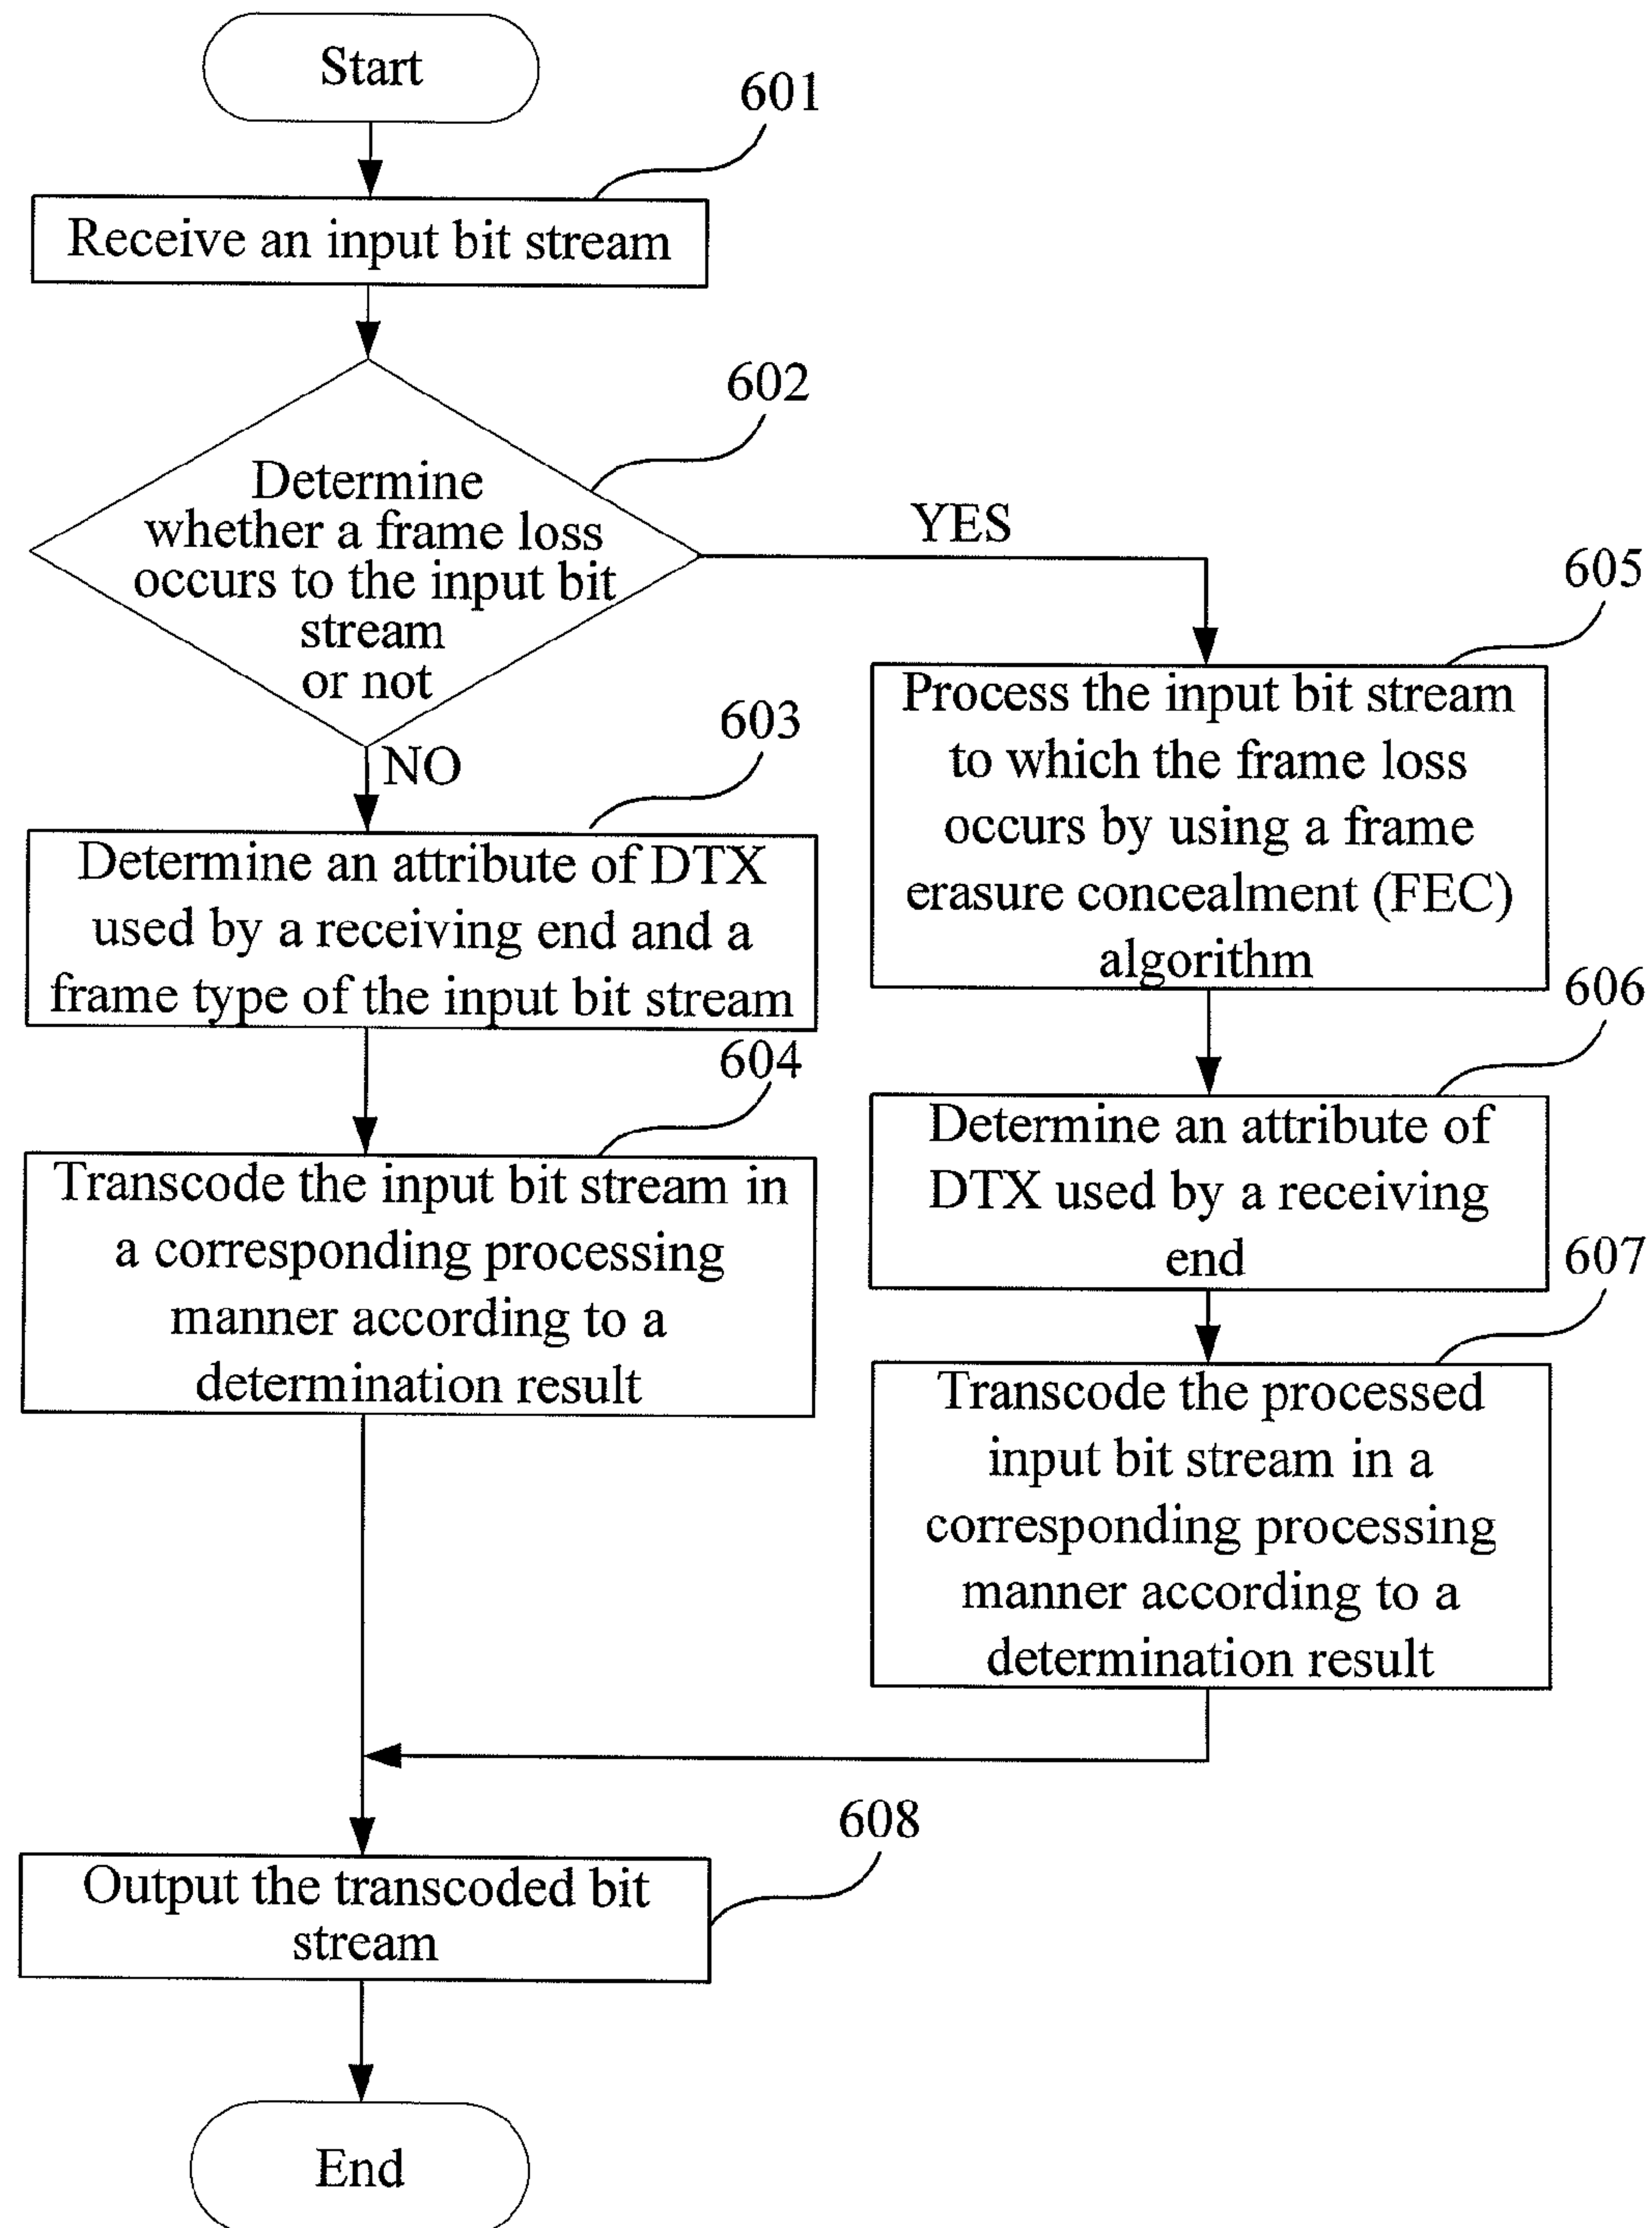 Start
601
Receive an input bit stream
602
Determine
whether a frame loss
occurs to the input bit
stream
or not
YES
NO
603
Determine an attribute of DTX
used by a receiving end and a
frame type of the input bit stream
604
Transcode the input bit stream in
a corresponding processing
manner according to a
determination result
605
Process the input bit stream
to which the frame loss
occurs by using a frame
erasure concealment (FEC)
algorithm
606
Determine an attribute of
DTX used by a receiving
end
607
Transcode the processed
input bit stream in a
corresponding processing
manner according to a
determination result
608
Output the transcoded bit
stream
End